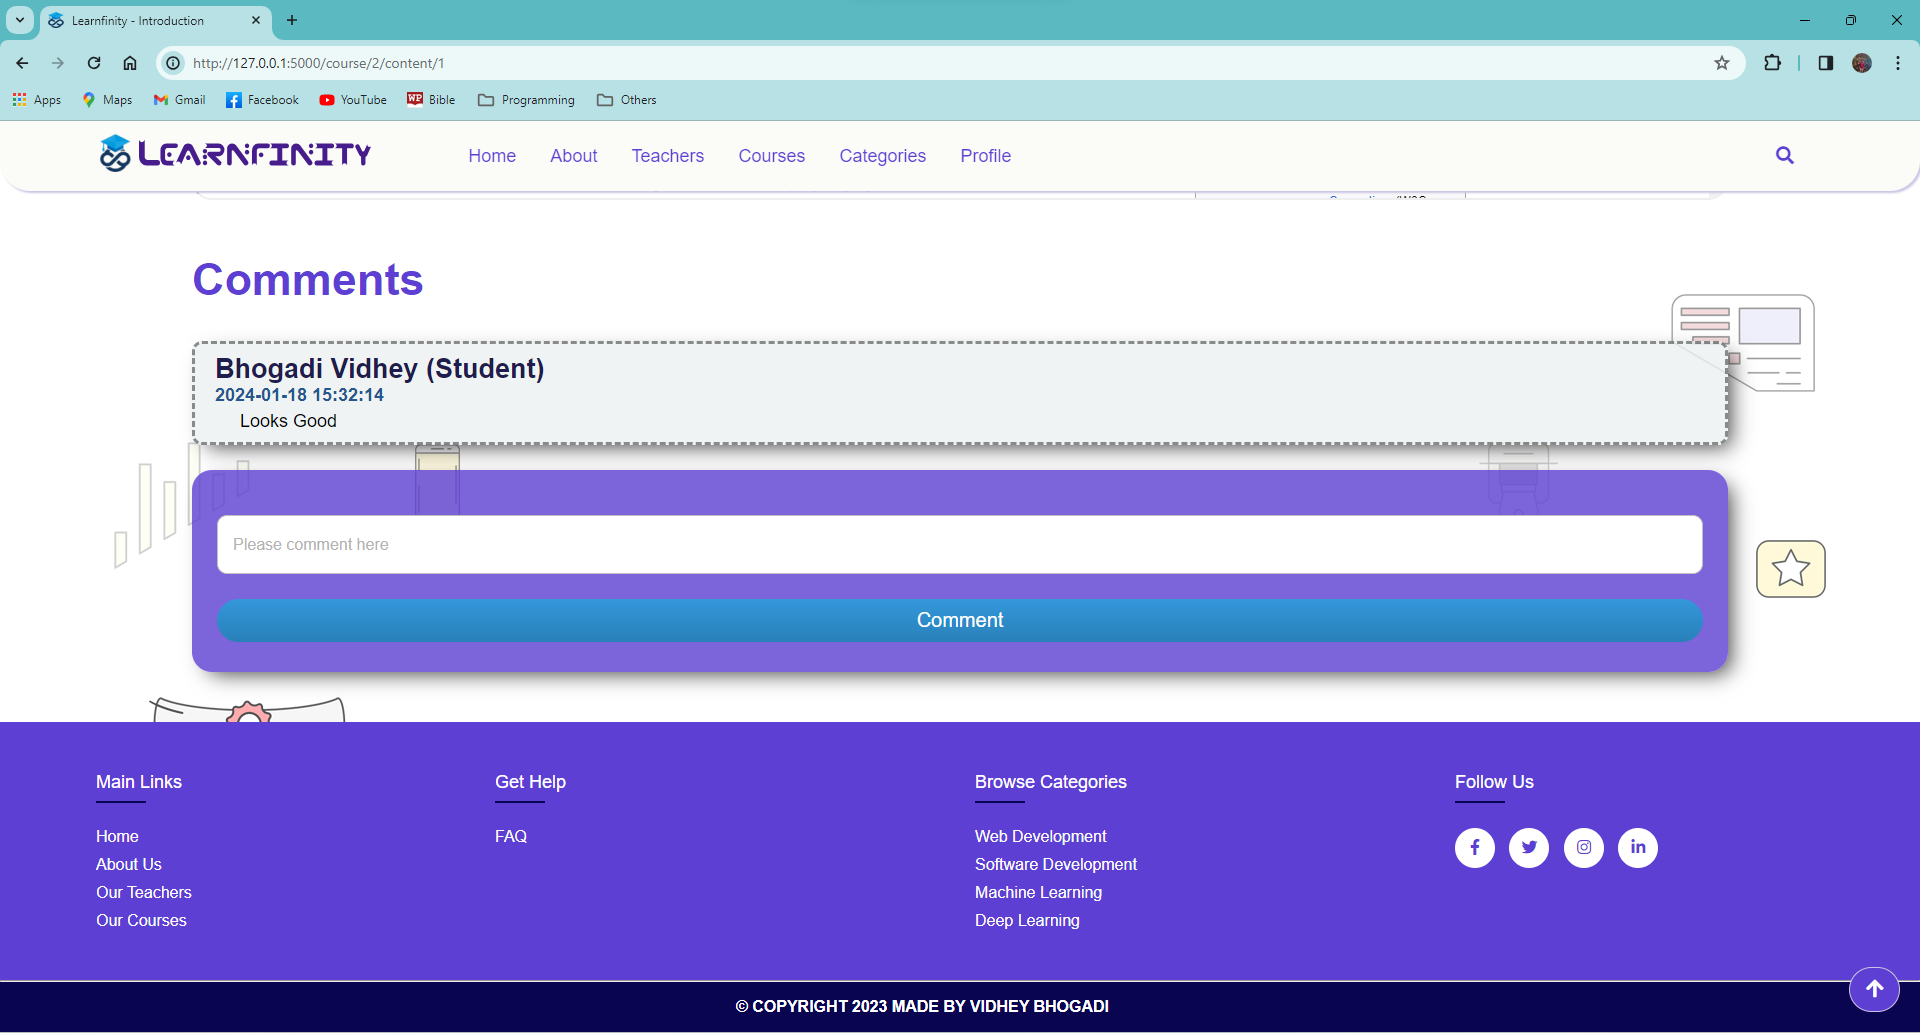 Learnfinity - Introduction
http://127.0.0.1:5000/course/2/content/1
Apps Maps Gmail Facebook YouTube WP Bible Programming Others
LEARNFINITY Home About Teachers Courses Categories Profile
Comments
Bhogadi Vidhey (Student)
2024-01-18 15:32:14
Looks Good
Please comment here
Comment
Main Links
Home
About Us
Our Teachers
Our Courses
Get Help
FAQ
Browse Categories
Web Development
Software Development
Machine Learning
Deep Learning
Follow Us
© COPYRIGHT 2023 MADE BY VIDHEY BHOGADI